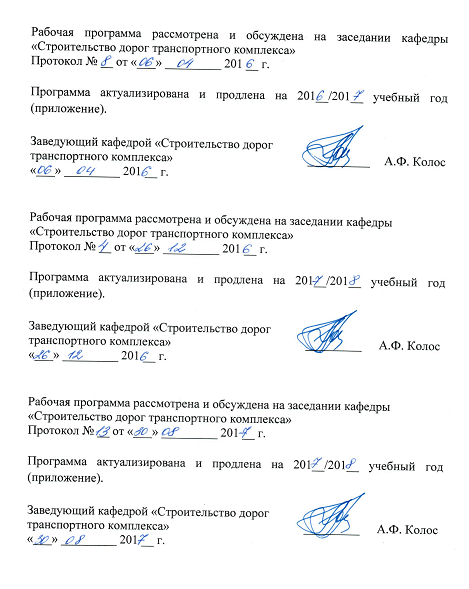 Рабочая программа рассмотрена и обсуждена на заседании кафедры
«Строительство дорог транспортного комплекса»
Протокол № 8 от «06» 04 2016 г.
Программа актуализирована и продлена на 2016/2017 учебный год
(приложение).
Заведующий кафедрой «Строительство дорог
транспортного комплекса» А.Ф. Колос
«06» 04 2016 г.
Рабочая программа рассмотрена и обсуждена на заседании кафедры
«Строительство дорог транспортного комплекса»
Протокол № 4 от «26» 12 2016 г.
Программа актуализирована и продлена на 2017/2018 учебный год
(приложение).
Заведующий кафедрой «Строительство дорог
транспортного комплекса» А.Ф. Колос
«26» 12 2016 г.
Рабочая программа рассмотрена и обсуждена на заседании кафедры
«Строительство дорог транспортного комплекса»
Протокол № 13 от «30» 08 2017 г.
Программа актуализирована и продлена на 2017/2018 учебный год
(приложение).
Заведующий кафедрой «Строительство дорог
транспортного комплекса» А.Ф. Колос
«30» 08 2017 г.